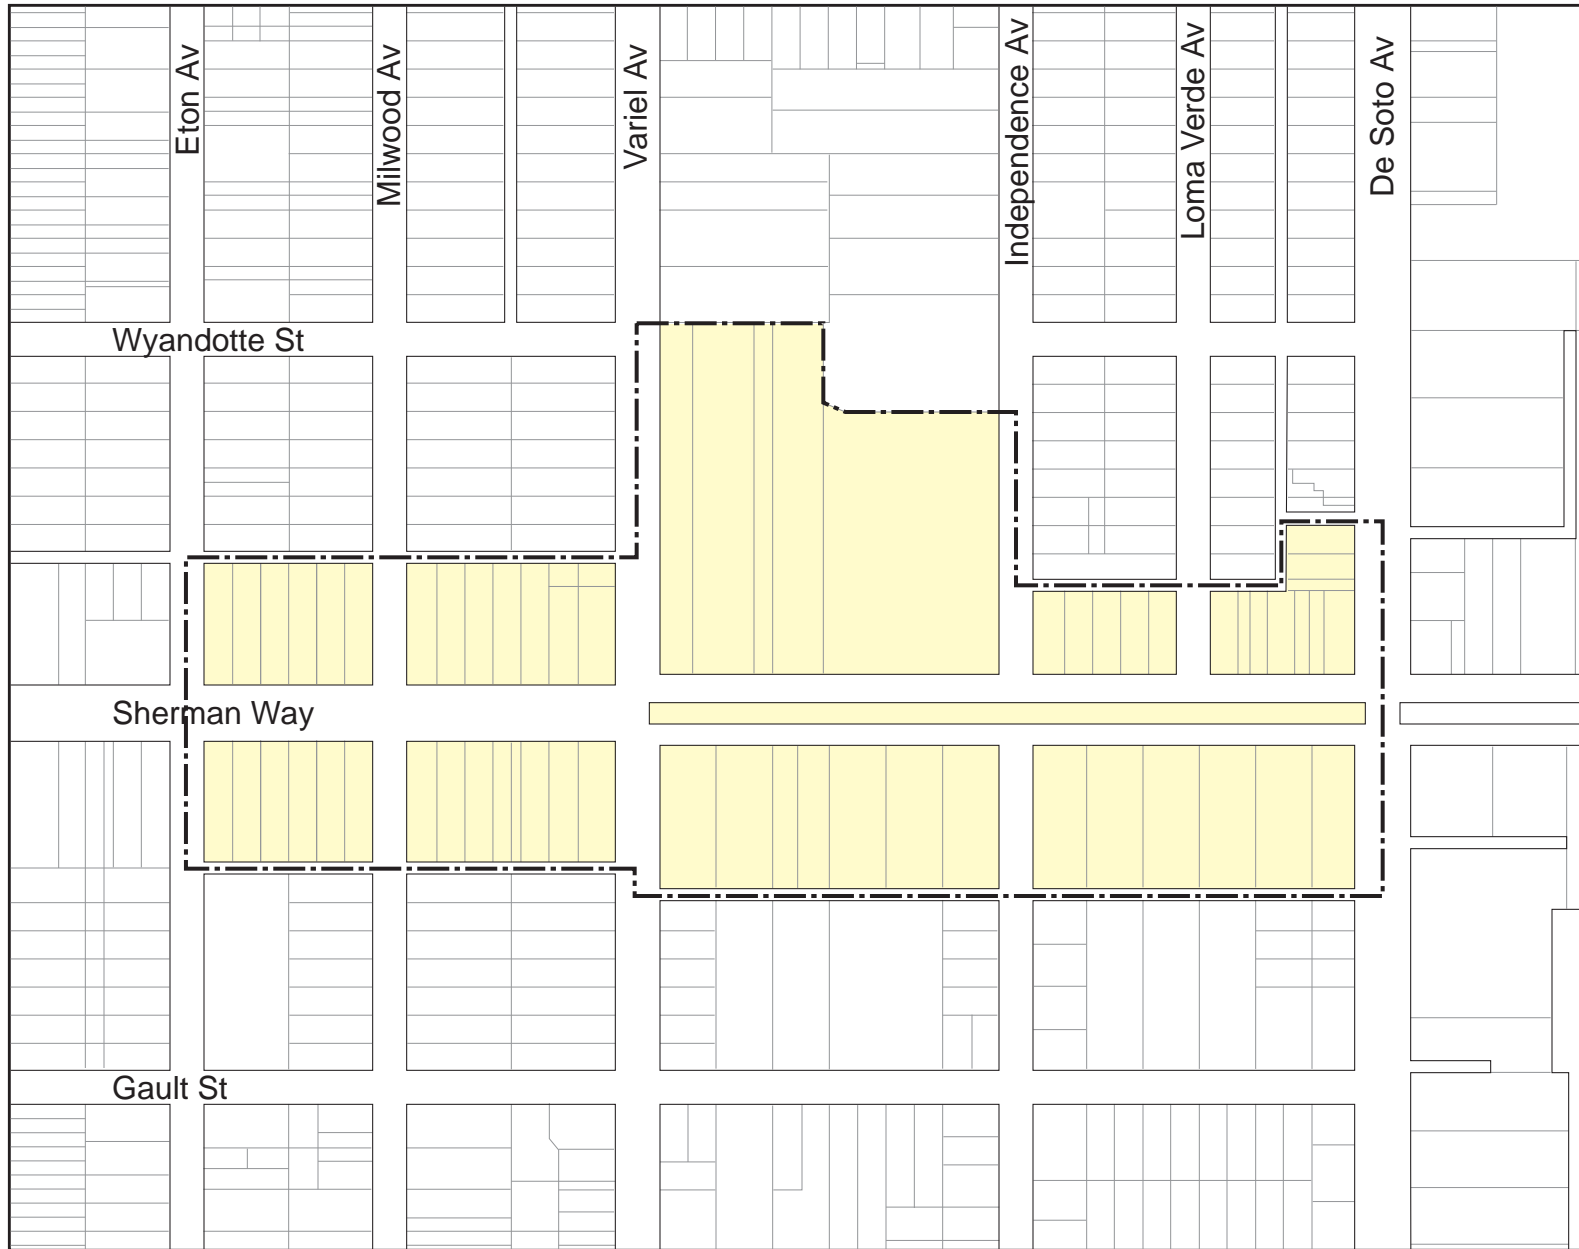 Eton Av
Milwood Av
Variel Av
Independence Av
Loma Verde Av
De Soto Av
Wyandotte St
Sherman Way
Gault St